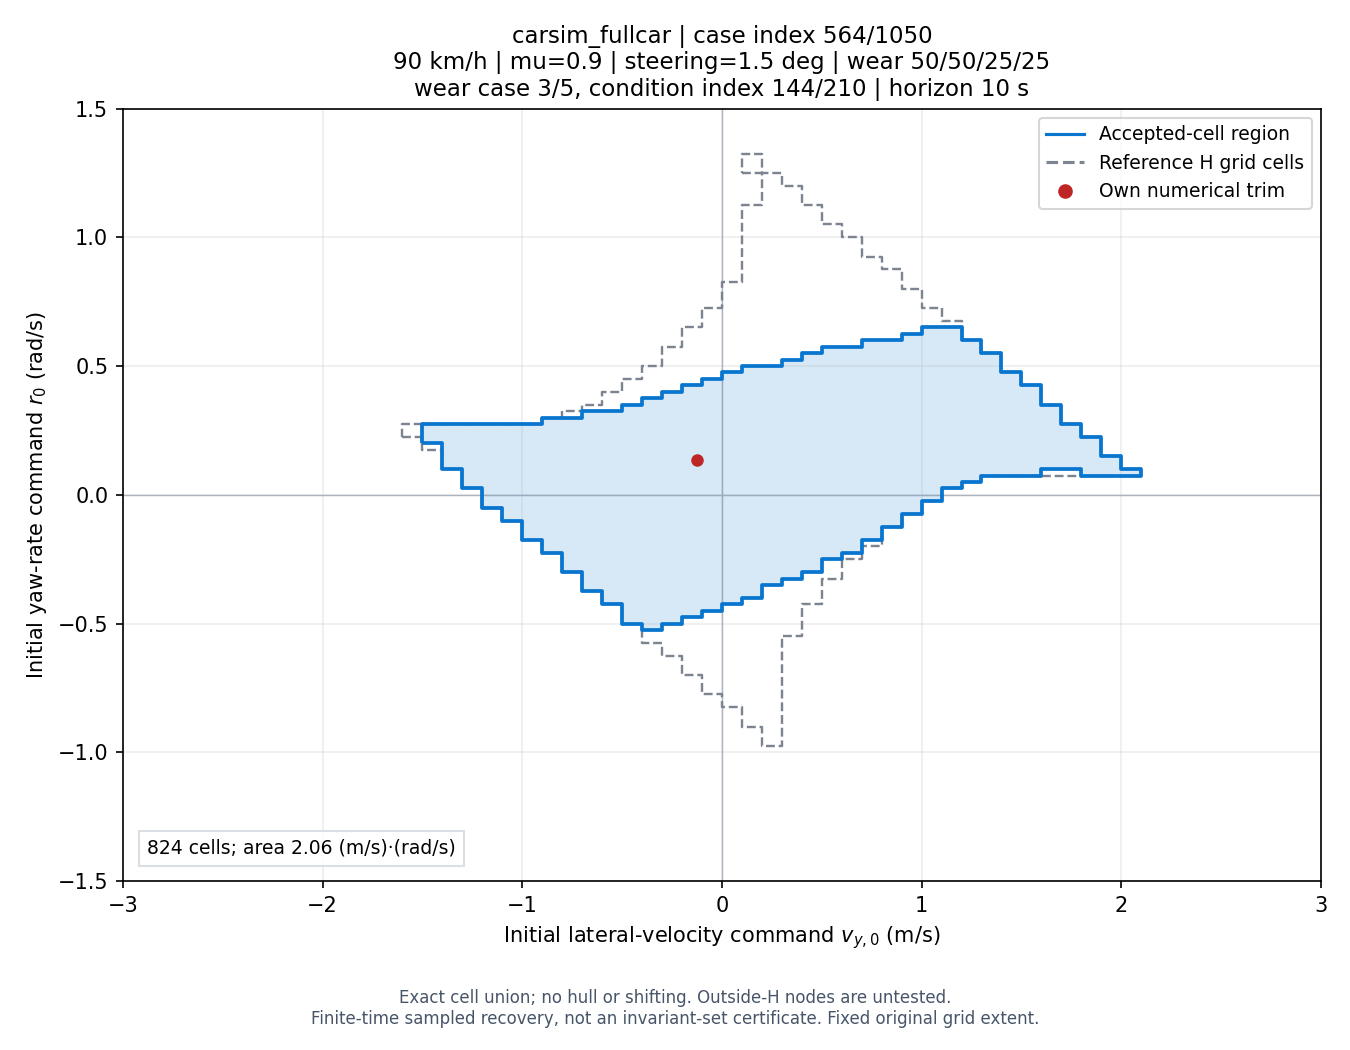 carsim_fullcar | case index 564/1050
90 km/h | mu=0.9 | steering=1.5 deg | wear 50/50/25/25
wear case 3/5, condition index 144/210 | horizon 10 s
Accepted-cell region
Reference H grid cells
Own numerical trim
1.5
1.0
0.5
0.0
−0.5
−1.0
−1.5
Initial yaw-rate command r₀ (rad/s)
824 cells; area 2.06 (m/s)·(rad/s)
−3
−2
−1
0
1
2
3
Initial lateral-velocity command v_{y,0} (m/s)
Exact cell union; no hull or shifting. Outside-H nodes are untested.
Finite-time sampled recovery, not an invariant-set certificate. Fixed original grid extent.